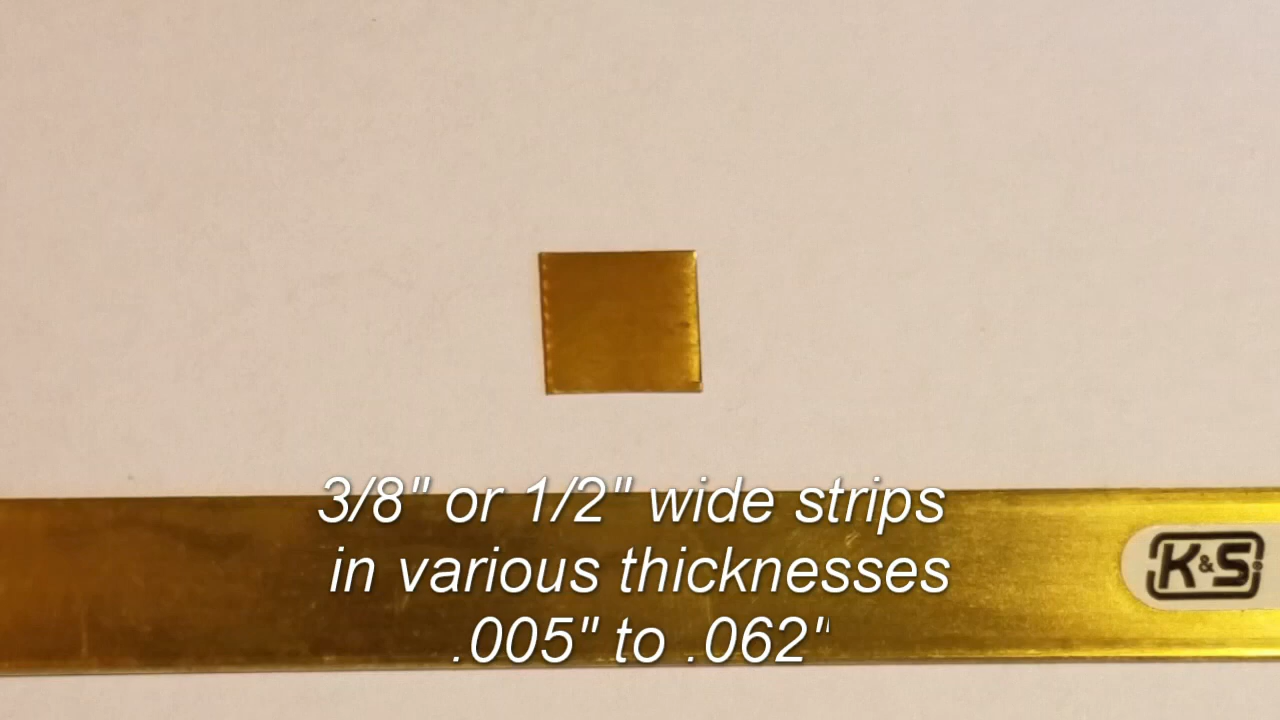 3/8" or 1/2" wide strips
in various thicknesses
.005" to .062"
K&S®